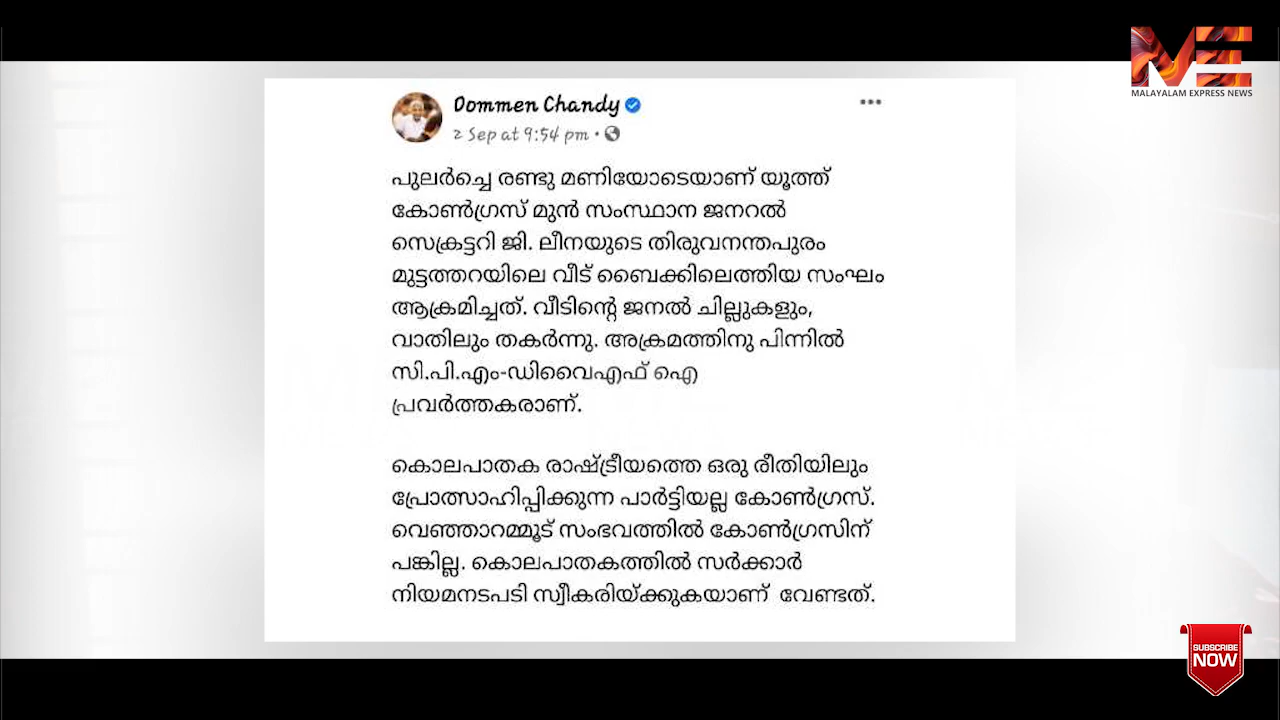 ME
MALAYALAM EXPRESS NEWS
Oommen Chandy
2 Sep at 9:54 pm •
പുലർച്ചെ രണ്ടു മണിയോടെയാണ് യൂത്ത്
കോൺഗ്രസ് മുൻ സംസ്ഥാന ജനറൽ
സെക്രട്ടറി ജി. ലീനയുടെ തിരുവനന്തപുരം
മുട്ടത്തറയിലെ വീട് ബൈക്കിലെത്തിയ സംഘം
ആക്രമിച്ചത്. വീടിന്റെ ജനൽ ചില്ലുകളും,
വാതിലും തകർന്നു. അക്രമത്തിനു പിന്നിൽ
സി.പി.എം-ഡിവൈഎഫ് ഐ
പ്രവർത്തകരാണ്.
കൊലപാതക രാഷ്ട്രീയത്തെ ഒരു രീതിയിലും
പ്രോത്സാഹിപ്പിക്കുന്ന പാർട്ടിയല്ല കോൺഗ്രസ്.
വെഞ്ഞാറമ്മൂട് സംഭവത്തിൽ കോൺഗ്രസിന്
പങ്കില്ല. കൊലപാതകത്തിൽ സർക്കാർ
നിയമനടപടി സ്വീകരിയ്ക്കുകയാണ് വേണ്ടത്.
SUBSCRIBE
NOW